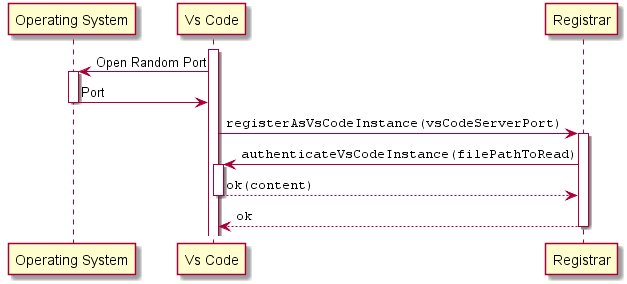 Operating System
Vs Code
Registrar
Open Random Port
Port
registerAsVsCodeInstance(vsCodeServerPort)
authenticateVsCodeInstance(filePathToRead)
ok(content)
ok
Operating System
Vs Code
Registrar